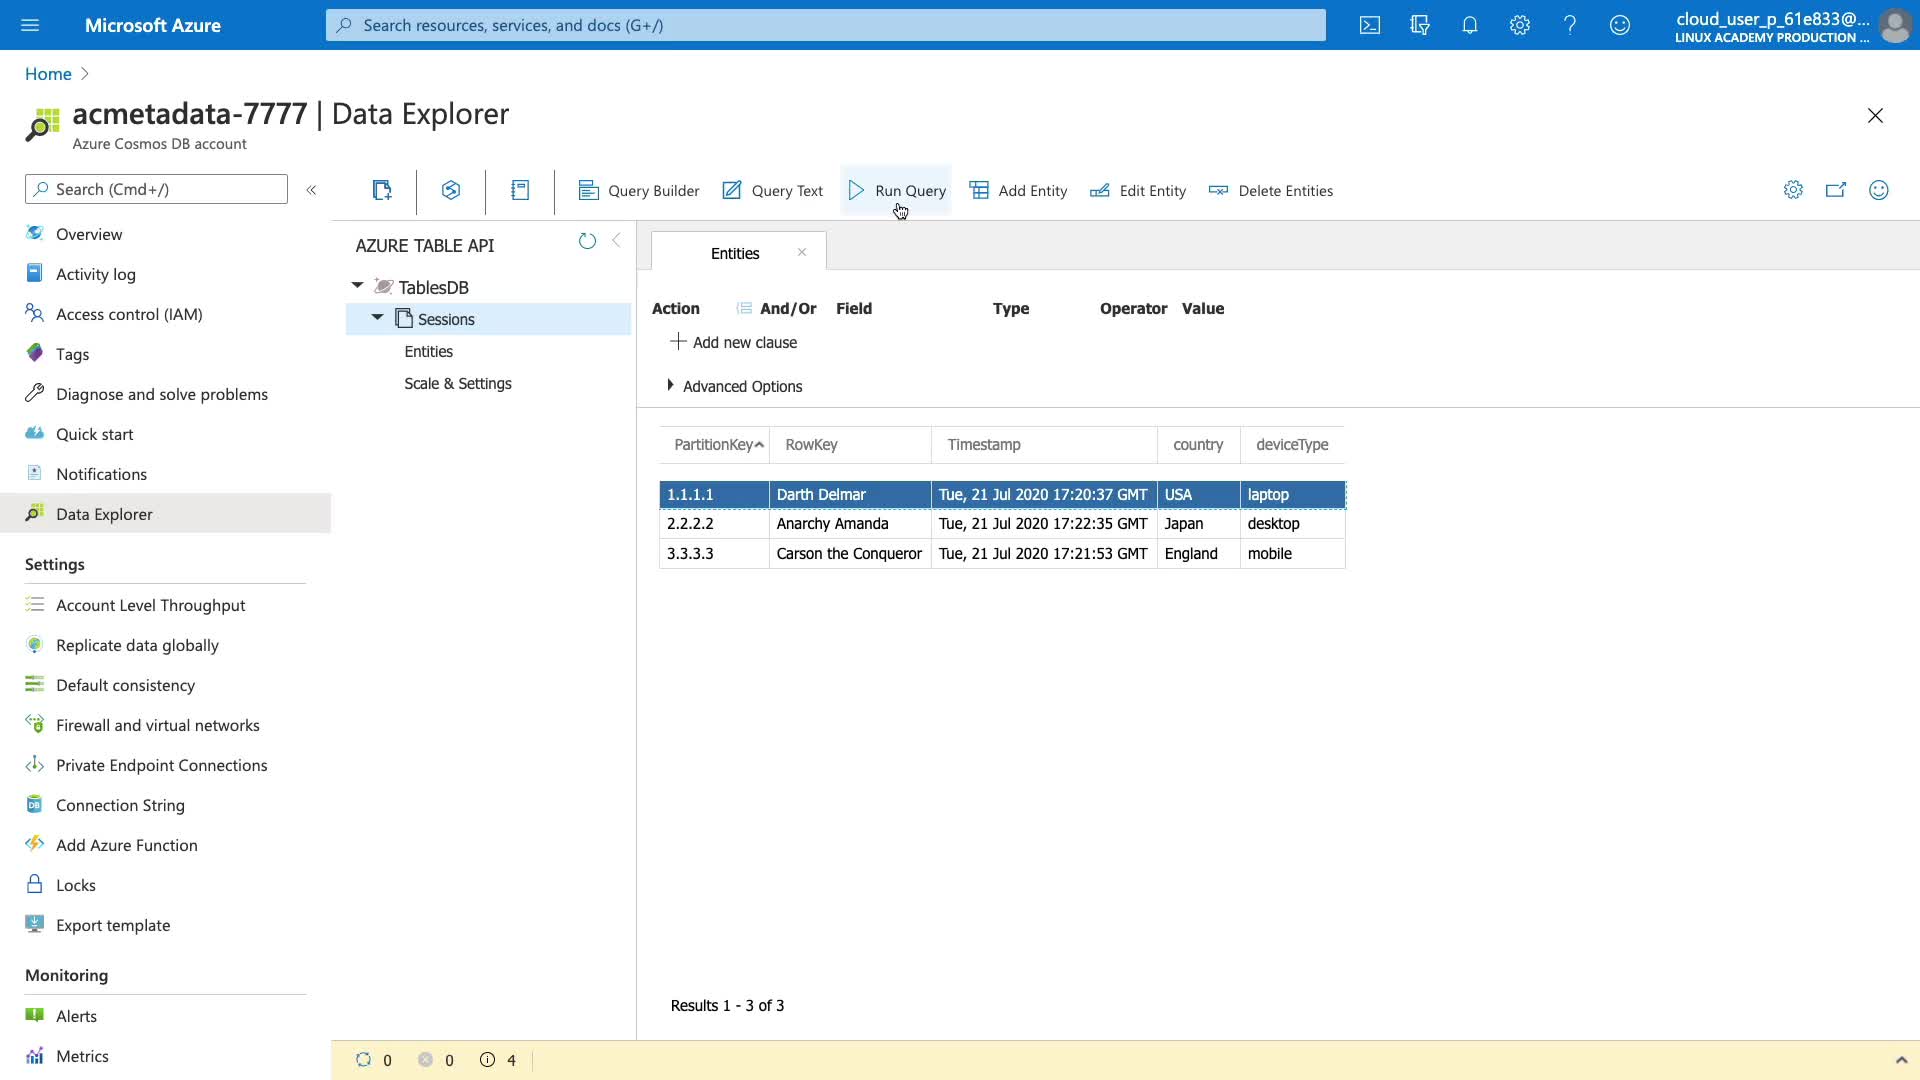 Microsoft Azure
Search resources, services, and docs (G+/)
cloud_user_p_61e833@...
LINUX ACADEMY PRODUCTION ...
Home
acmetadata-7777 | Data Explorer
Azure Cosmos DB account
Search (Cmd+/)
Query Builder
Query Text
Run Query
Add Entity
Edit Entity
Delete Entities
Overview
Activity log
Access control (IAM)
Tags
Diagnose and solve problems
Quick start
Notifications
Data Explorer
Settings
Account Level Throughput
Replicate data globally
Default consistency
Firewall and virtual networks
Private Endpoint Connections
Connection String
Add Azure Function
Locks
Export template
Monitoring
Alerts
Metrics
AZURE TABLE API
TablesDB
Sessions
Entities
Scale & Settings
Entities
Action And/Or Field Type Operator Value
Add new clause
Advanced Options
PartitionKey RowKey Timestamp country deviceType
1.1.1.1 Darth Delmar Tue, 21 Jul 2020 17:20:37 GMT USA laptop
2.2.2.2 Anarchy Amanda Tue, 21 Jul 2020 17:22:35 GMT Japan desktop
3.3.3.3 Carson the Conqueror Tue, 21 Jul 2020 17:21:53 GMT England mobile
Results 1 - 3 of 3
0 0 4